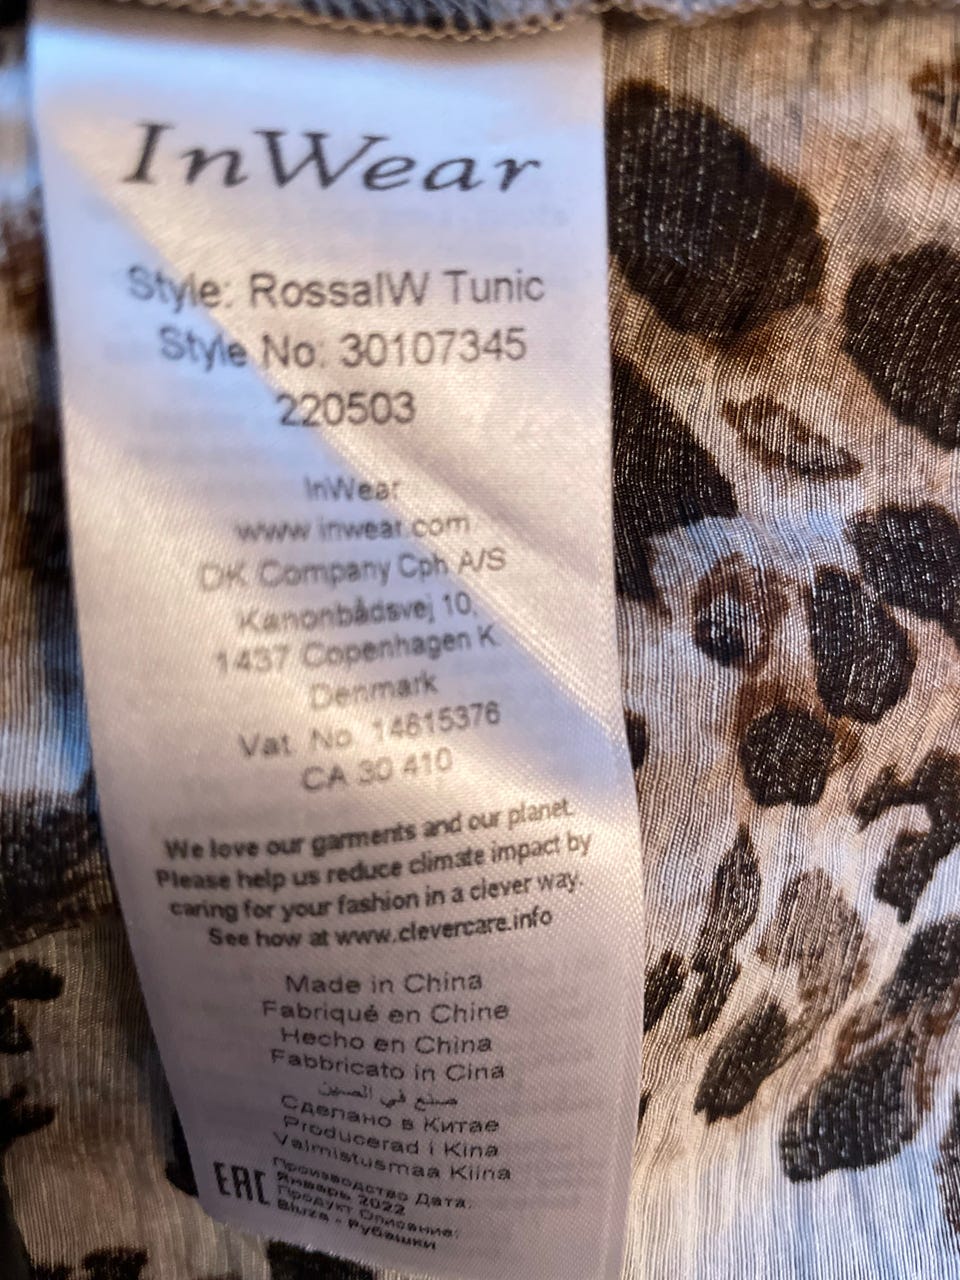 InWear
Style: RossaIW Tunic
Style No: 30107345
220503
InWear
www.inwear.com
DK Company Cph A/S
Kanonbådsvej 10,
1437 Copenhagen K
Denmark
Vat. No. 14615376
CA 30 410
We love our garments and our planet.
Please help us reduce climate impact by
caring for your fashion in a clever way.
See how at www.clevercare.info
Made in China
Fabriqué en Chine
Hecho en China
Fabbricato in Cina
صنع في الصين
Сделано в Китае
Producerad i Kina
Valmistusmaa Kiina
EAC
Производство Дата:
Январь 2022
Продукт Описание:
Bluza - Рубашки